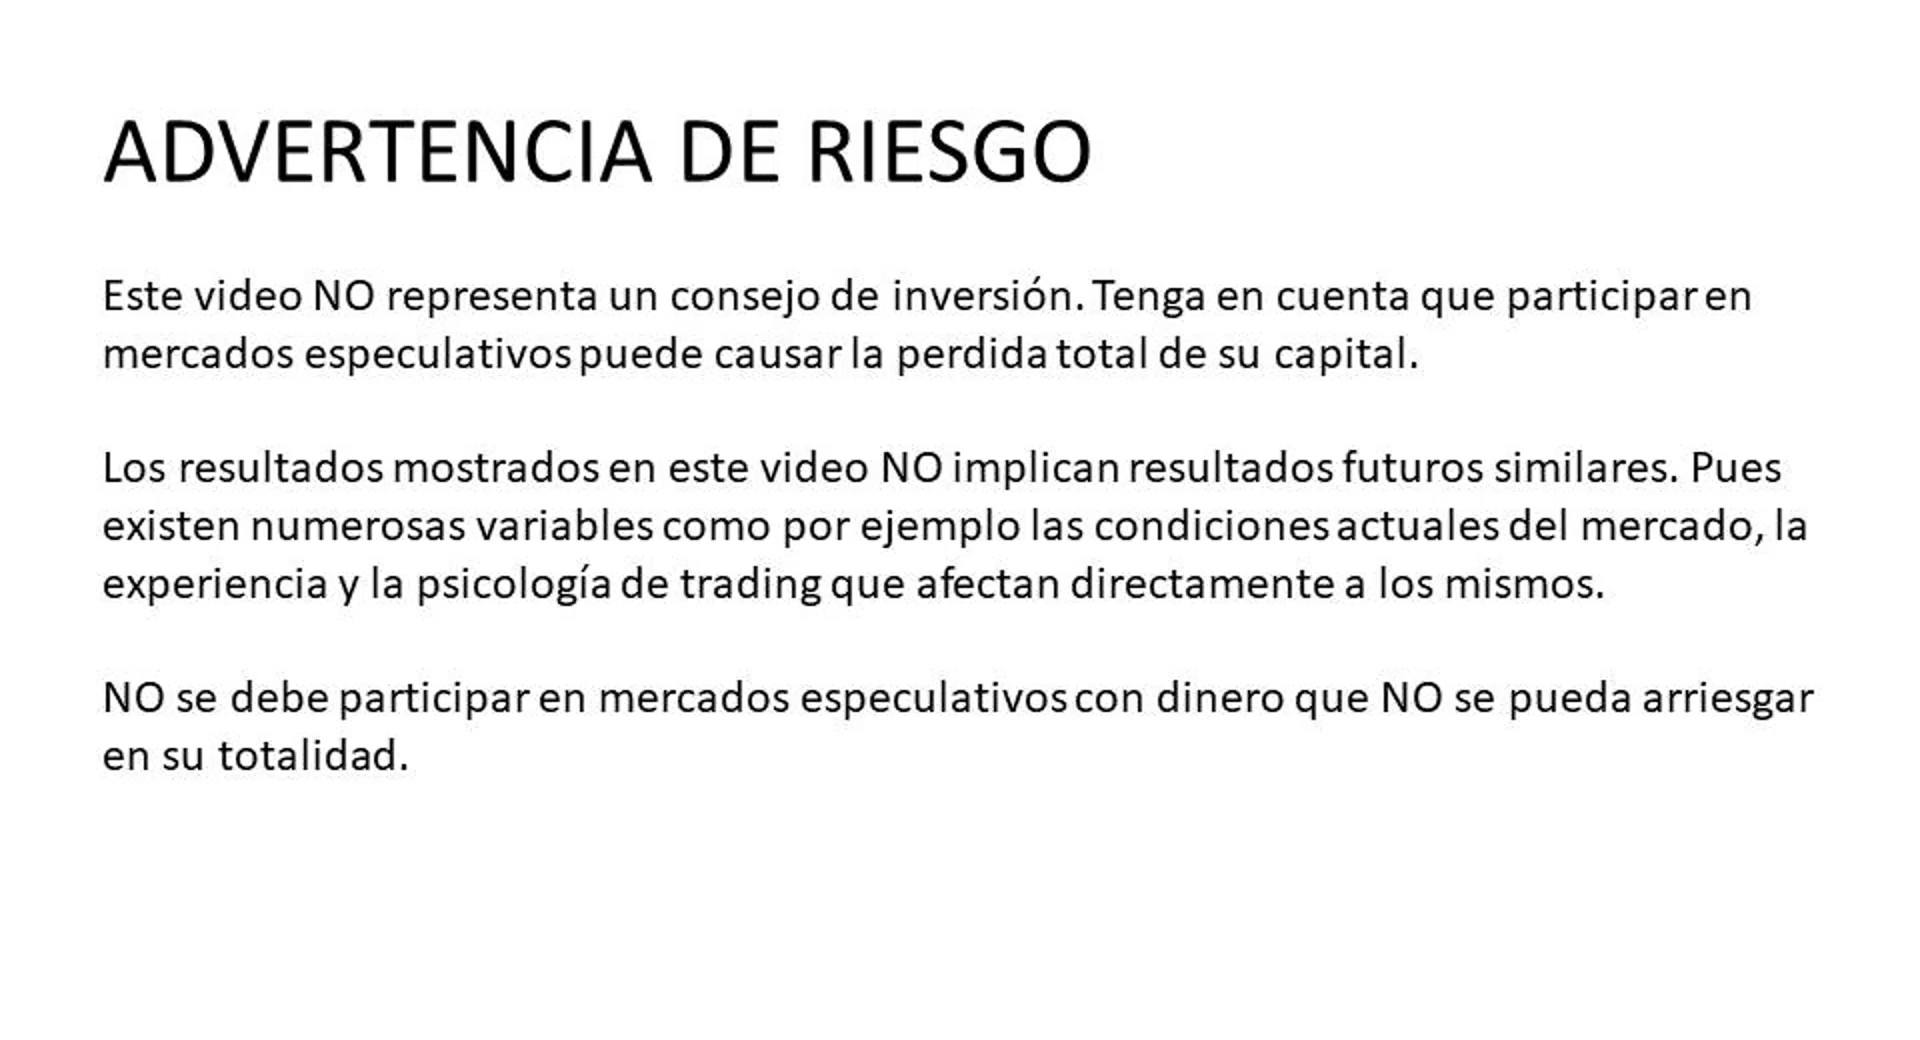 ADVERTENCIA DE RIESGO
Este video NO representa un consejo de inversión. Tenga en cuenta que participar en
mercados especulativos puede causar la perdida total de su capital.
Los resultados mostrados en este video NO implican resultados futuros similares. Pues
existen numerosas variables como por ejemplo las condiciones actuales del mercado, la
experiencia y la psicología de trading que afectan directamente a los mismos.
NO se debe participar en mercados especulativos con dinero que NO se pueda arriesgar
en su totalidad.